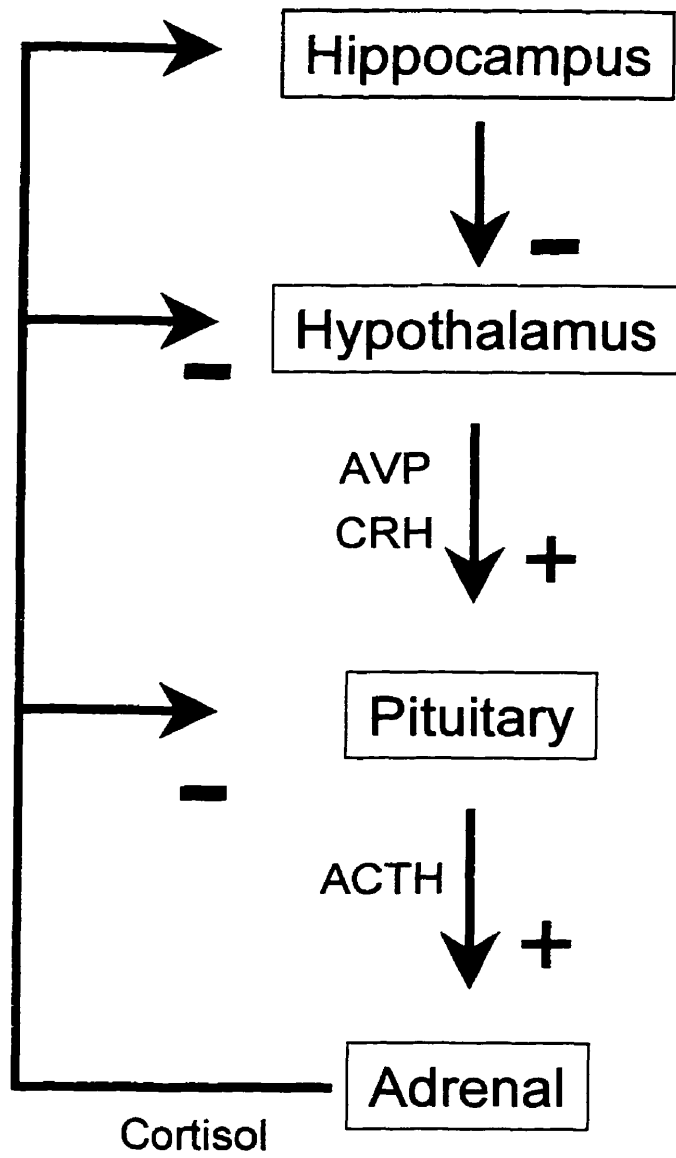 Hippocampus
-
Hypothalamus
-
AVP
CRH
+
Pituitary
-
ACTH
+
Adrenal
Cortisol